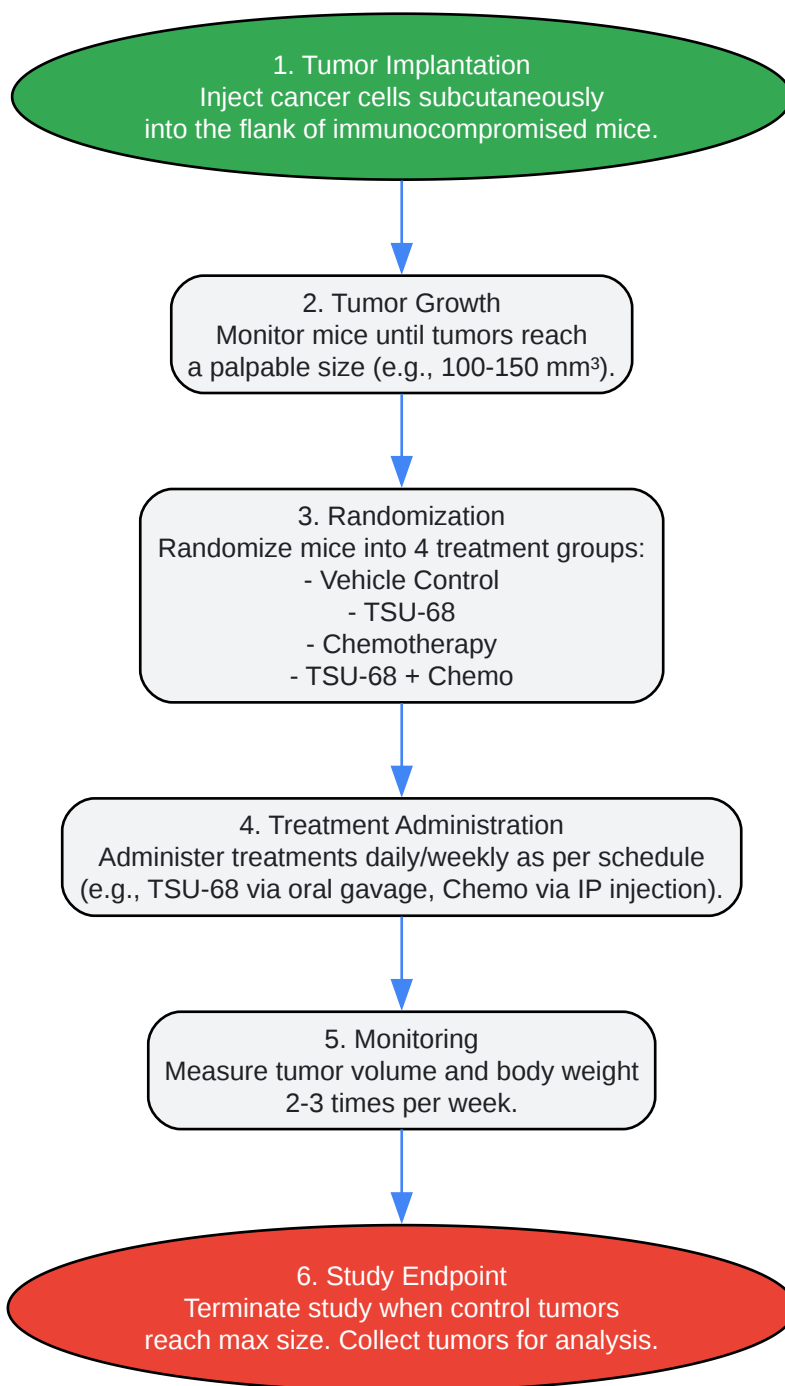 1. Tumor Implantation
Inject cancer cells subcutaneously
into the flank of immunocompromised mice.
2. Tumor Growth
Monitor mice until tumors reach
a palpable size (e.g., 100-150 mm³).
3. Randomization
Randomize mice into 4 treatment groups:
- Vehicle Control
- TSU-68
- Chemotherapy
- TSU-68 + Chemo
4. Treatment Administration
Administer treatments daily/weekly as per schedule
(e.g., TSU-68 via oral gavage, Chemo via IP injection).
5. Monitoring
Measure tumor volume and body weight
2-3 times per week.
6. Study Endpoint
Terminate study when control tumors
reach max size. Collect tumors for analysis.